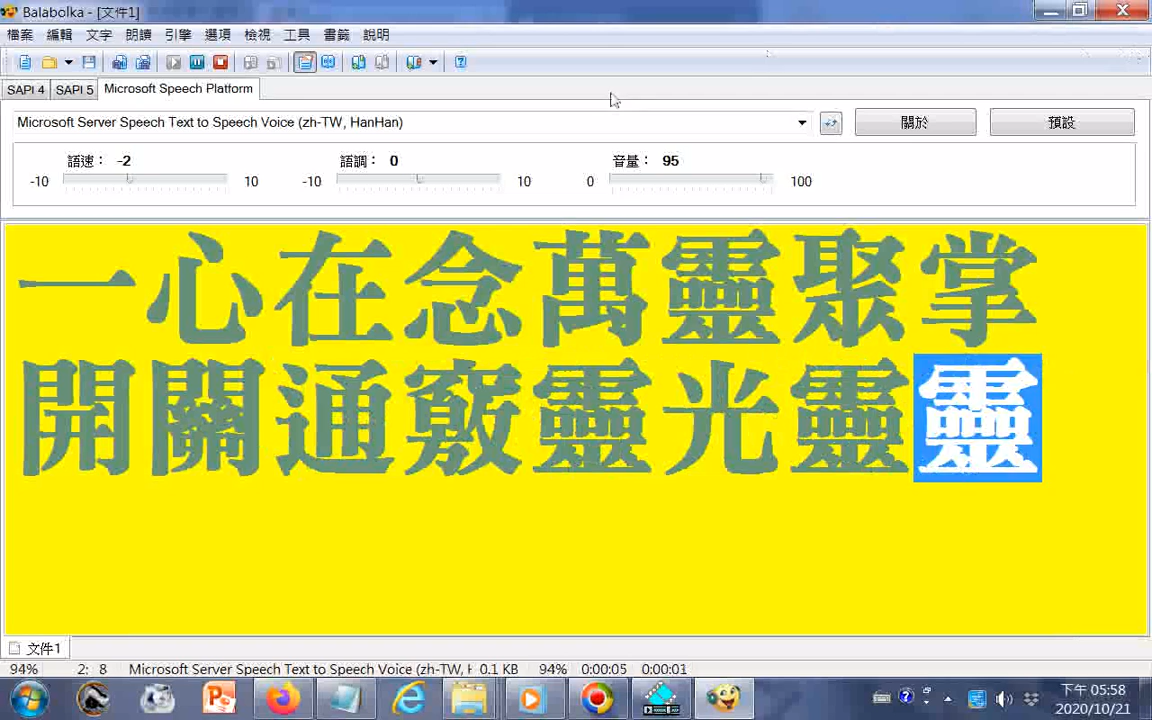 Balabolka - [文件1]
檔案 編輯 文字 朗讀 引擎 選項 檢視 工具 書籤 說明
SAPI 4 SAPI 5 Microsoft Speech Platform
Microsoft Server Speech Text to Speech Voice (zh-TW, HanHan) 關於 預設
語速： -2 語調： 0 音量： 95
-10 10 -10 10 0 100
一心在念萬靈聚掌
開關通竅靈光靈靈
文件1
94% 2: 8 Microsoft Server Speech Text to Speech Voice (zh-TW, H 0.1 KB 94% 0:00:05 0:00:01
下午 05:58
2020/10/21